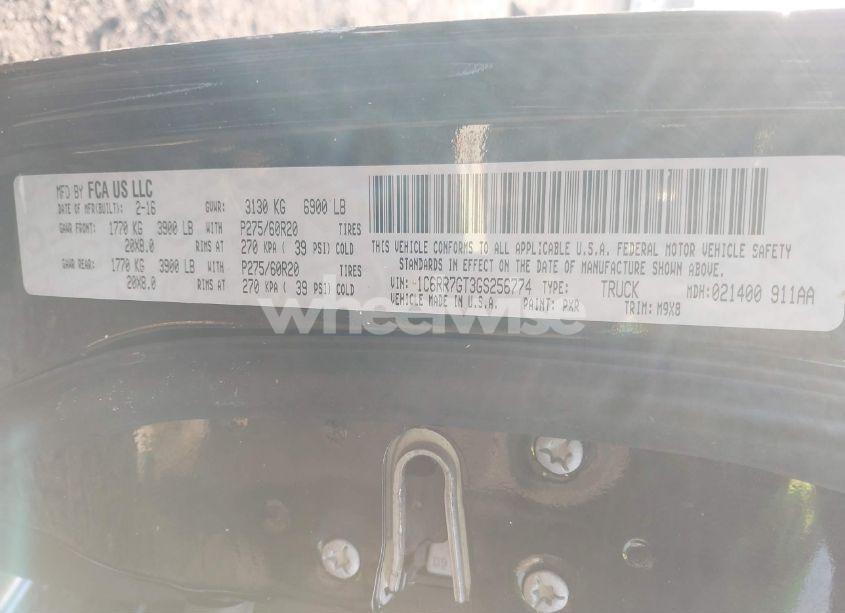 MFD BY FCA US LLC
DATE OF MFR(BUILT): 2-16 GVWR: 3130 KG 6900 LB
GAWR FRONT: 1770 KG 3900 LB WITH P275/60R20 TIRES
20X8.0 RIMS AT 270 KPA ( 39 PSI) COLD
GAWR REAR: 1770 KG 3900 LB WITH P275/60R20 TIRES
20X8.0 RIMS AT 270 KPA ( 39 PSI) COLD
THIS VEHICLE CONFORMS TO ALL APPLICABLE U.S.A. FEDERAL MOTOR VEHICLE SAFETY
STANDARDS IN EFFECT ON THE DATE OF MANUFACTURE SHOWN ABOVE.
VIN: 1C6RR7GT3GS256774 TYPE: TRUCK MDH: 021400 911AA
VEHICLE MADE IN U.S.A. PAINT: PXR TRIM: M9X8
wheelwise